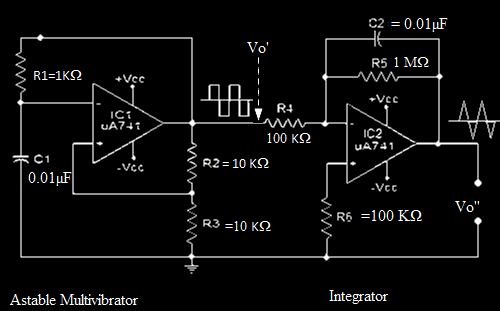 C2 = 0.01µF
Vo'
R5 1 MΩ
R1=1KΩ
+Vcc
+Vcc
IC1
uA741
R4
100 KΩ
IC2
uA741
C1
0.01µF
-Vcc
R2 = 10 KΩ
-Vcc
R3 =10 KΩ
R6 =100 KΩ
Vo"
Astable Multivibrator
Integrator